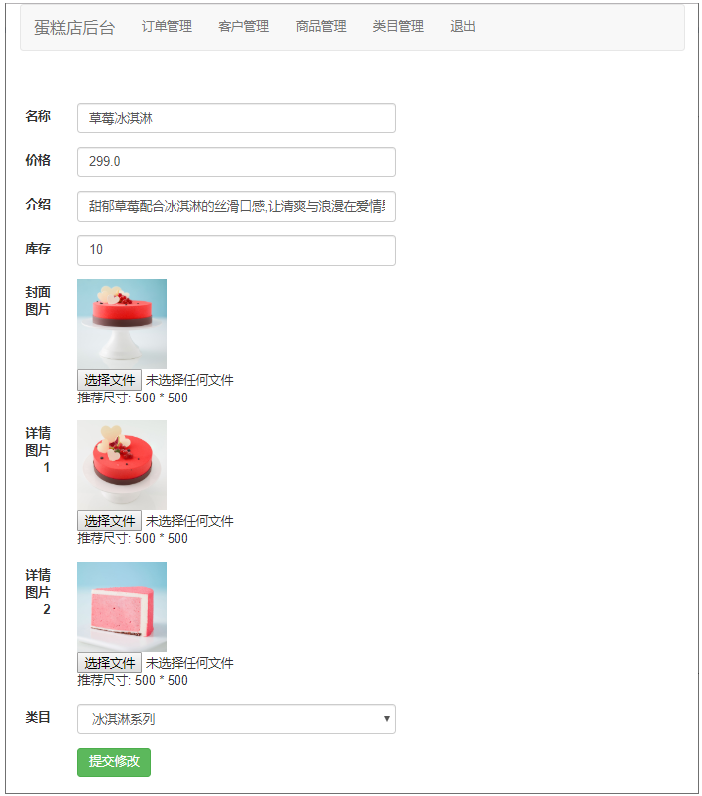 蛋糕店后台 订单管理 客户管理 商品管理 类目管理 退出
名称 草莓冰淇淋
价格 299.0
介绍 甜郁草莓配合冰淇淋的丝滑口感,让清爽与浪漫在爱情
库存 10
封面
图片
选择文件 未选择任何文件
推荐尺寸: 500 * 500
详情
图片
1
选择文件 未选择任何文件
推荐尺寸: 500 * 500
详情
图片
2
选择文件 未选择任何文件
推荐尺寸: 500 * 500
类目 冰淇淋系列
提交修改